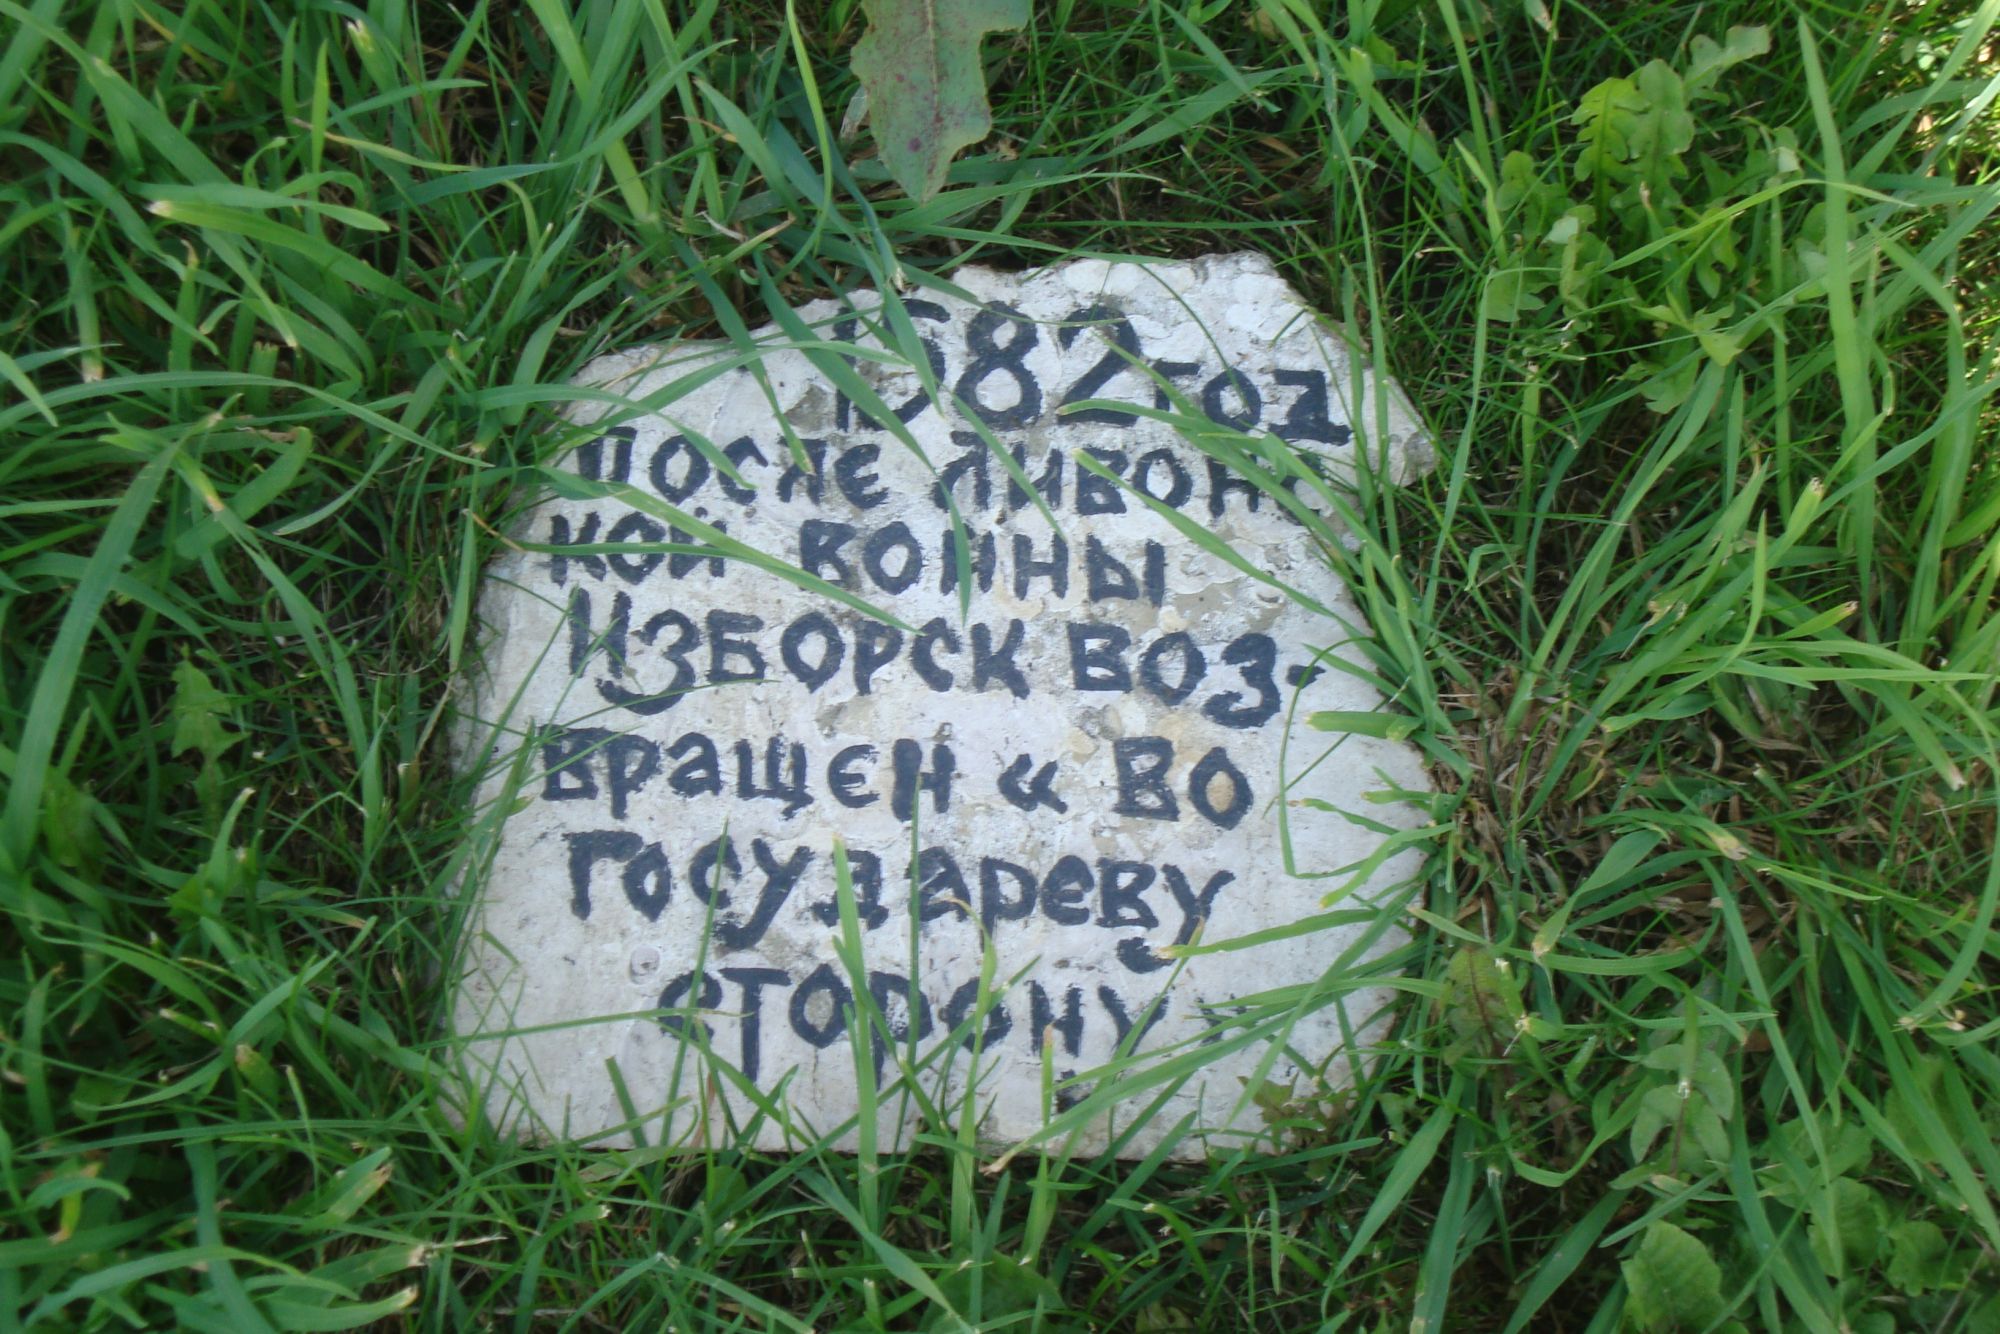 1582 год
после Ливонс
кой войны
Изборск воз-
вращен « во
Государеву
сторону »